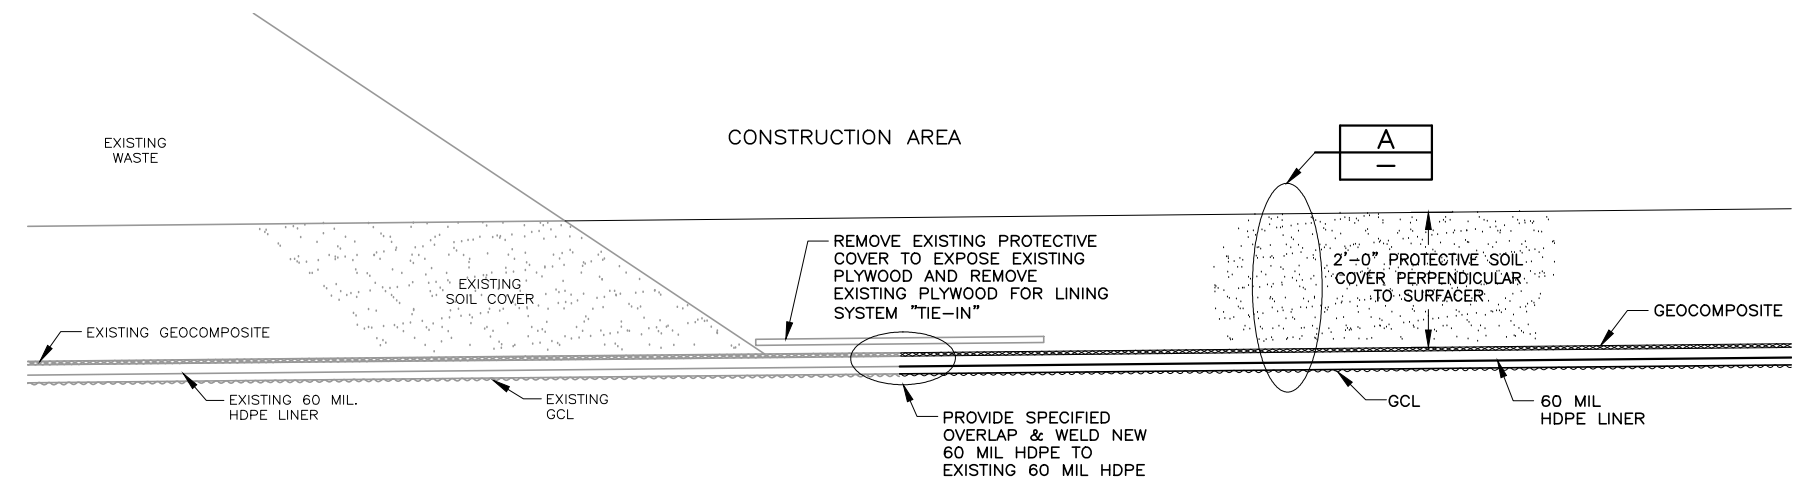 CONSTRUCTION AREA
A
–
EXISTING
WASTE
REMOVE EXISTING PROTECTIVE
COVER TO EXPOSE EXISTING
PLYWOOD AND REMOVE
EXISTING PLYWOOD FOR LINING
SYSTEM "TIE-IN"
2'-0" PROTECTIVE SOIL
COVER PERPENDICULAR
TO SURFACER
EXISTING
SOIL COVER
GEOCOMPOSITE
EXISTING GEOCOMPOSITE
EXISTING 60 MIL.
HDPE LINER
EXISTING
GCL
PROVIDE SPECIFIED
OVERLAP & WELD NEW
60 MIL HDPE TO
EXISTING 60 MIL HDPE
GCL
60 MIL
HDPE LINER